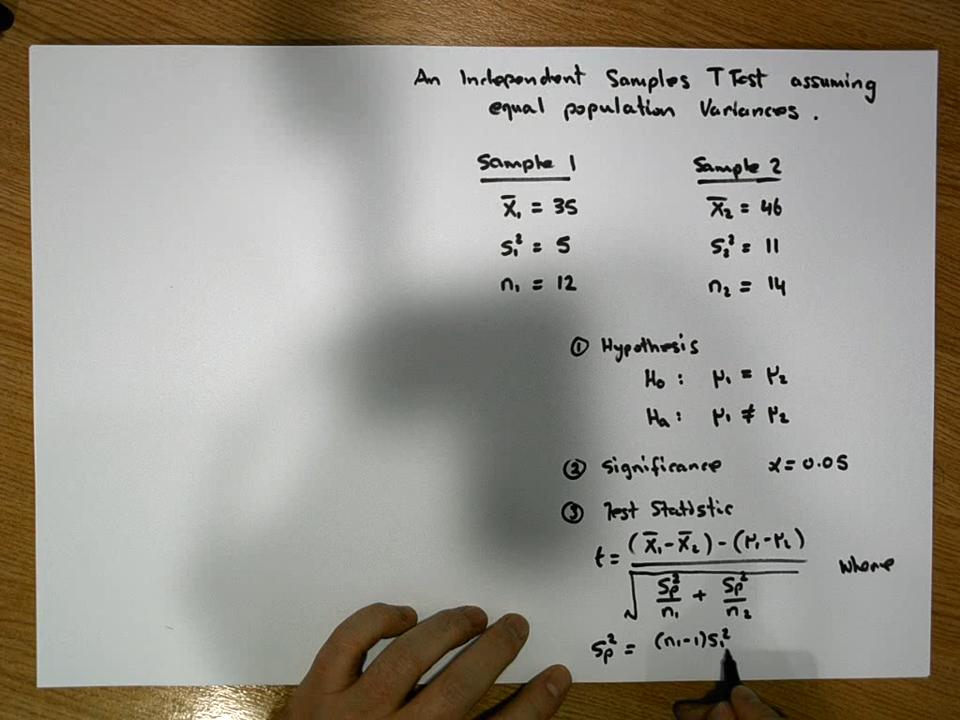 An Independent Samples T Test assuming
equal population Variances.
Sample 1 Sample 2
x̄₁ = 35 x̄₂ = 46
s₁² = 5 s₂² = 11
n₁ = 12 n₂ = 14
① Hypothesis
H₀ : μ₁ = μ₂
Hₐ : μ₁ ≠ μ₂
② Significance α = 0.05
③ Test Statistic
t = (x̄₁ - x̄₂) - (μ₁ - μ₂) / √(Sp²/n₁ + Sp²/n₂) Where
Sp² = (n₁-1)S₁²